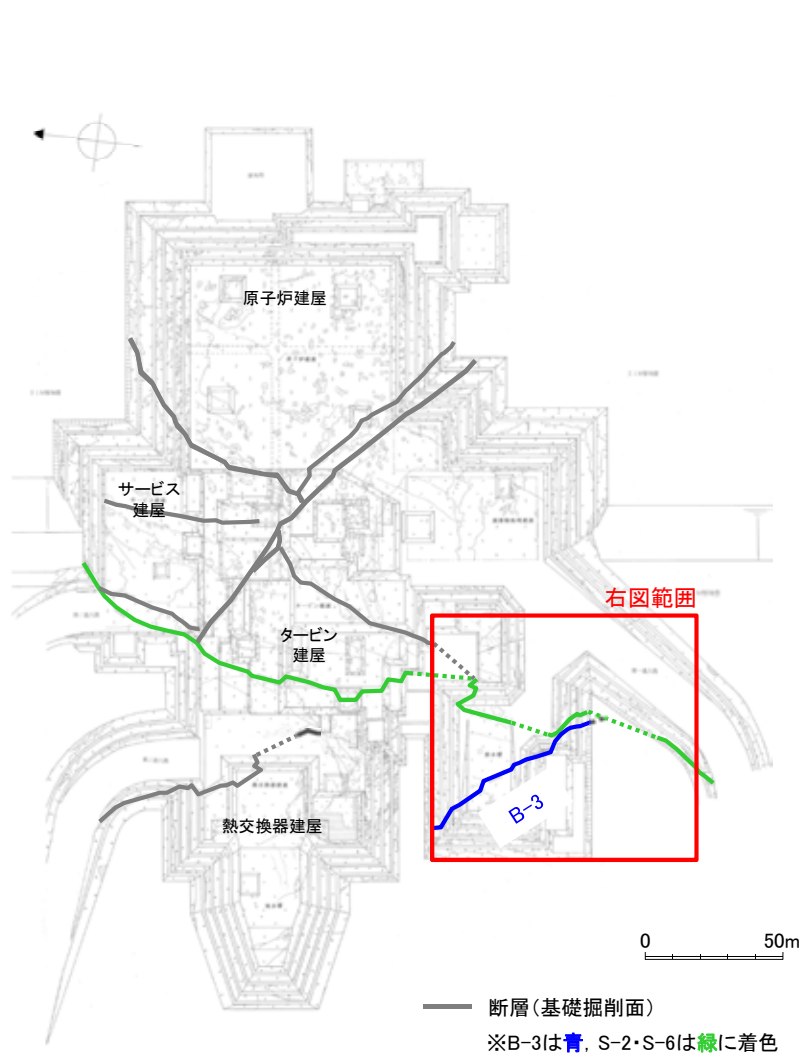 原子炉建屋
サービス
建屋
右図範囲
タービン
建屋
B-3
熱交換器建屋
0 50m
断層(基礎掘削面)
※B-3は青, S-2・S-6は緑に着色